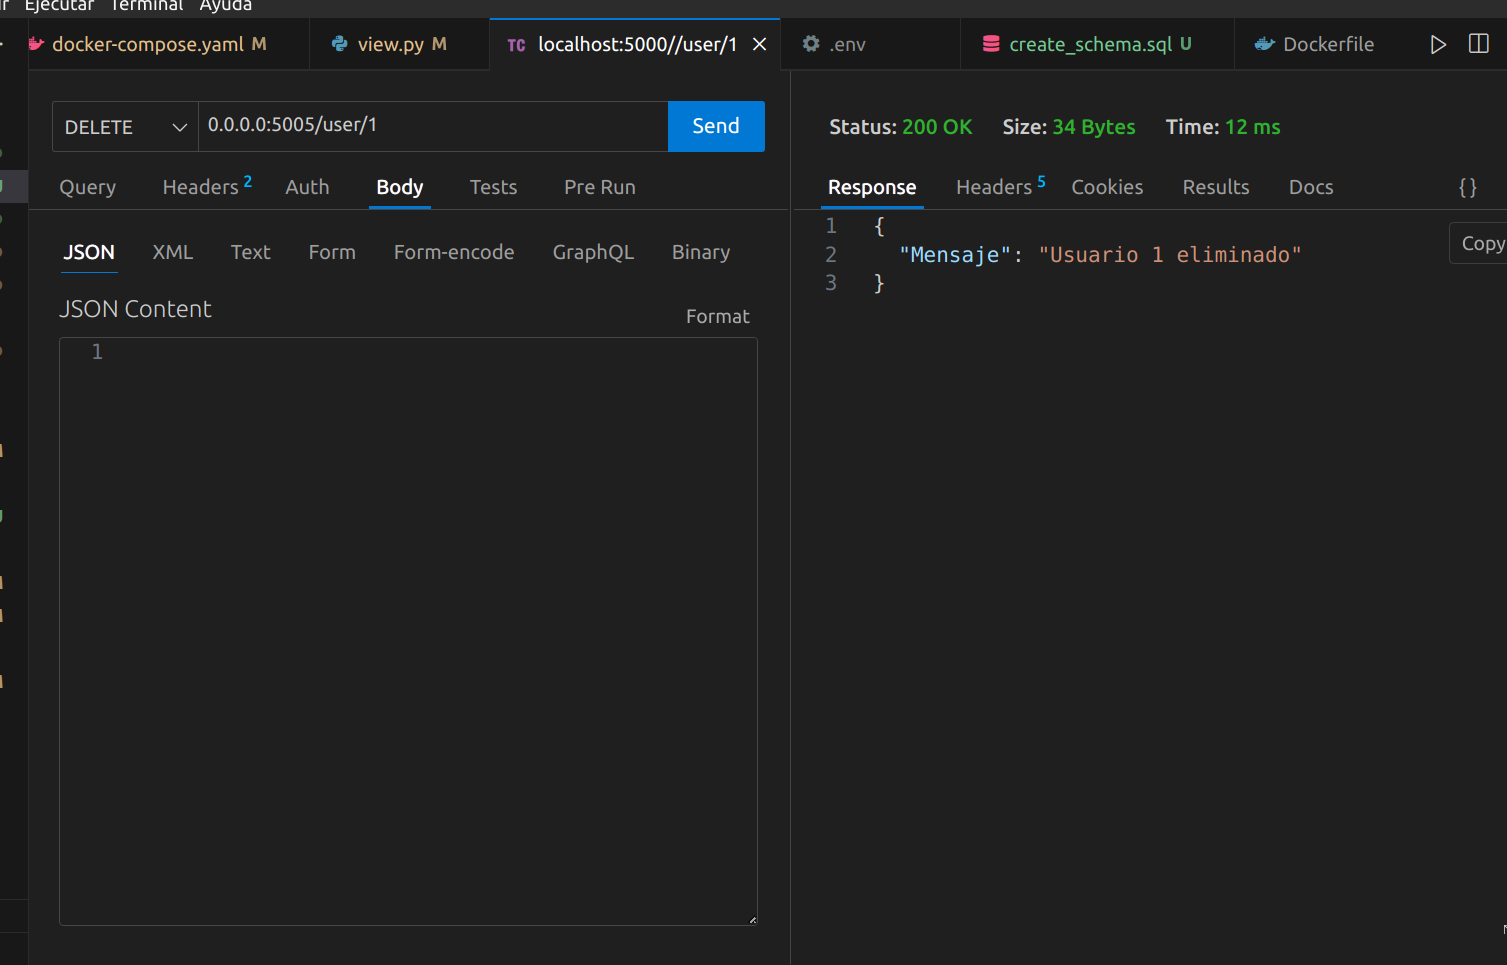 Ejecutar Terminal Ayuda
docker-compose.yaml M view.py M TC localhost:5000//user/1 .env create_schema.sql U Dockerfile
DELETE 0.0.0.0:5005/user/1 Send
Status: 200 OK Size: 34 Bytes Time: 12 ms
Query Headers 2 Auth Body Tests Pre Run
Response Headers 5 Cookies Results Docs {}
JSON XML Text Form Form-encode GraphQL Binary
JSON Content
Format
1
1 {
2 "Mensaje": "Usuario 1 eliminado"
3 }
Copy